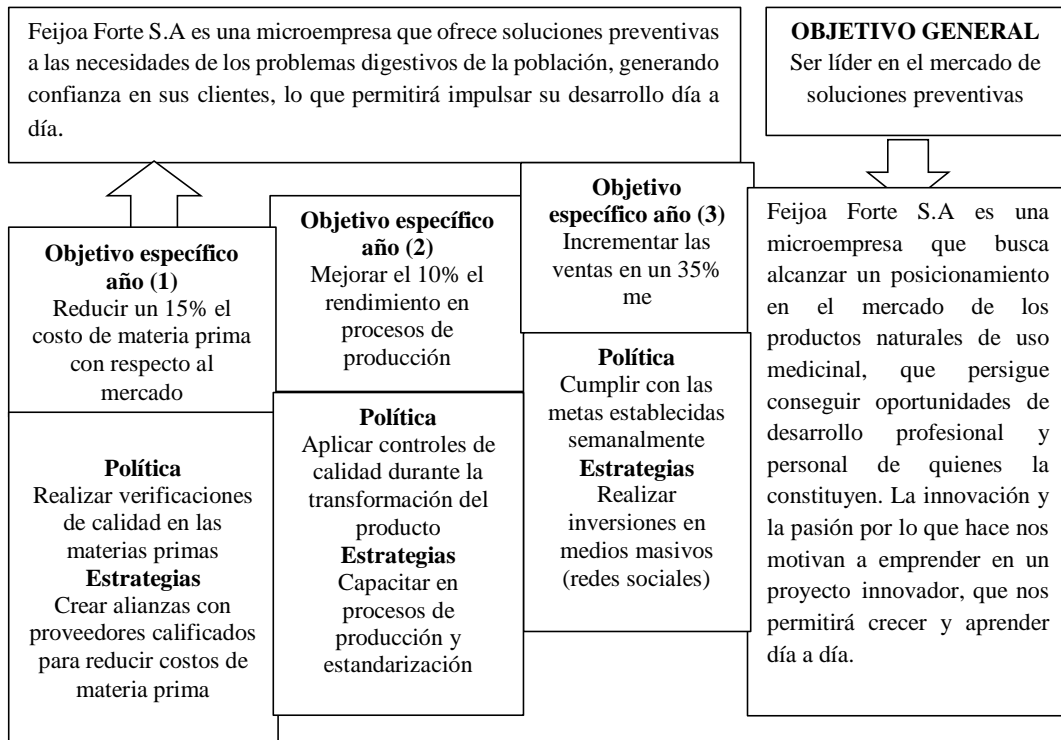 Feijoa Forte S.A es una microempresa que ofrece soluciones preventivas
a las necesidades de los problemas digestivos de la población, generando
confianza en sus clientes, lo que permitirá impulsar su desarrollo día a
día.
OBJETIVO GENERAL
Ser líder en el mercado de
soluciones preventivas
Objetivo específico
año (1)
Reducir un 15% el
costo de materia prima
con respecto al
mercado
Política
Realizar verificaciones
de calidad en las
materias primas
Estrategias
Crear alianzas con
proveedores calificados
para reducir costos de
materia prima
Objetivo específico
año (2)
Mejorar el 10% el
rendimiento en
procesos de
producción
Política
Aplicar controles de
calidad durante la
transformación del
producto
Estrategias
Capacitar en
procesos de
producción y
estandarización
Objetivo
específico año (3)
Incrementar las
ventas en un 35%
me
Política
Cumplir con las
metas establecidas
semanalmente
Estrategias
Realizar
inversiones en
medios masivos
(redes sociales)
Feijoa Forte S.A es una
microempresa que busca
alcanzar un posicionamiento
en el mercado de los
productos naturales de uso
medicinal, que persigue
conseguir oportunidades de
desarrollo profesional y
personal de quienes la
constituyen. La innovación y
la pasión por lo que hace nos
motivan a emprender en un
proyecto innovador, que nos
permitirá crecer y aprender
día a día.